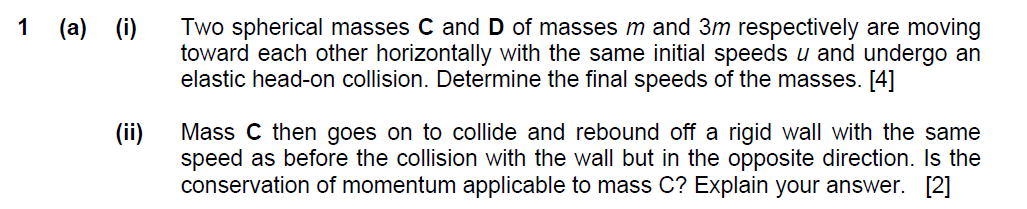 1 (a) (i) Two spherical masses C and D of masses m and 3m respectively are moving
toward each other horizontally with the same initial speeds u and undergo an
elastic head-on collision. Determine the final speeds of the masses. [4]
(ii) Mass C then goes on to collide and rebound off a rigid wall with the same
speed as before the collision with the wall but in the opposite direction. Is the
conservation of momentum applicable to mass C? Explain your answer. [2]